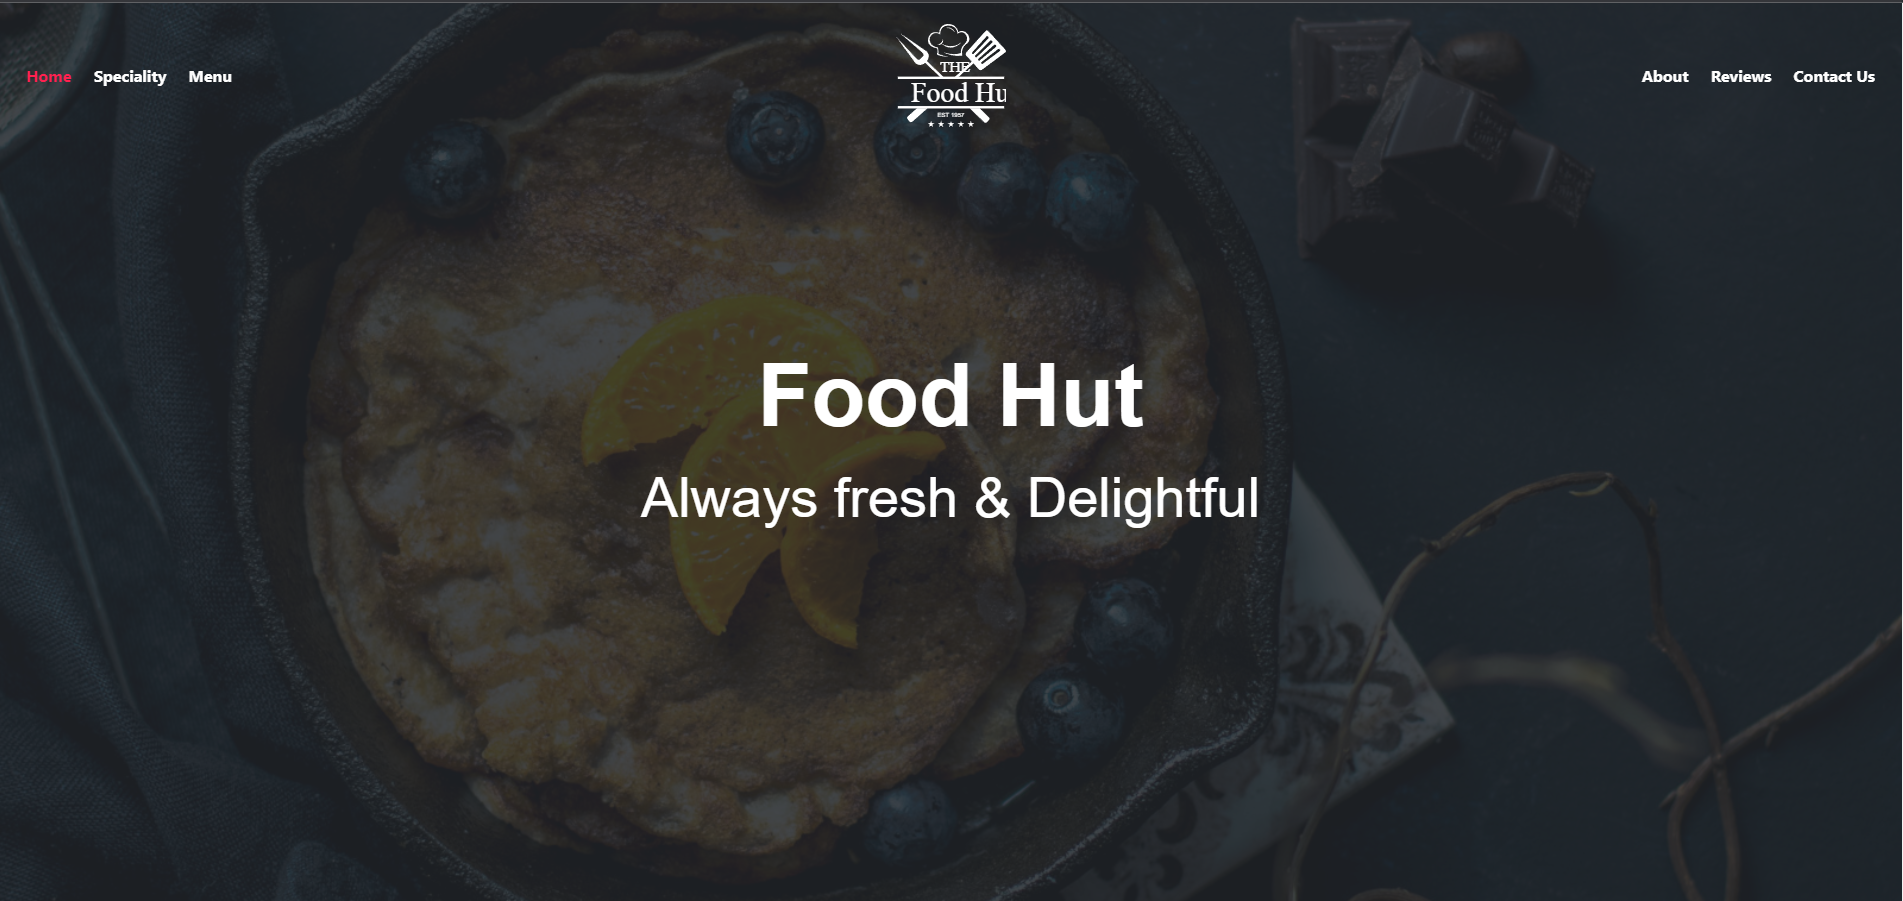 Home Speciality Menu
THE
Food Hu
EST 1957
About Reviews Contact Us
Food Hut
Always fresh & Delightful